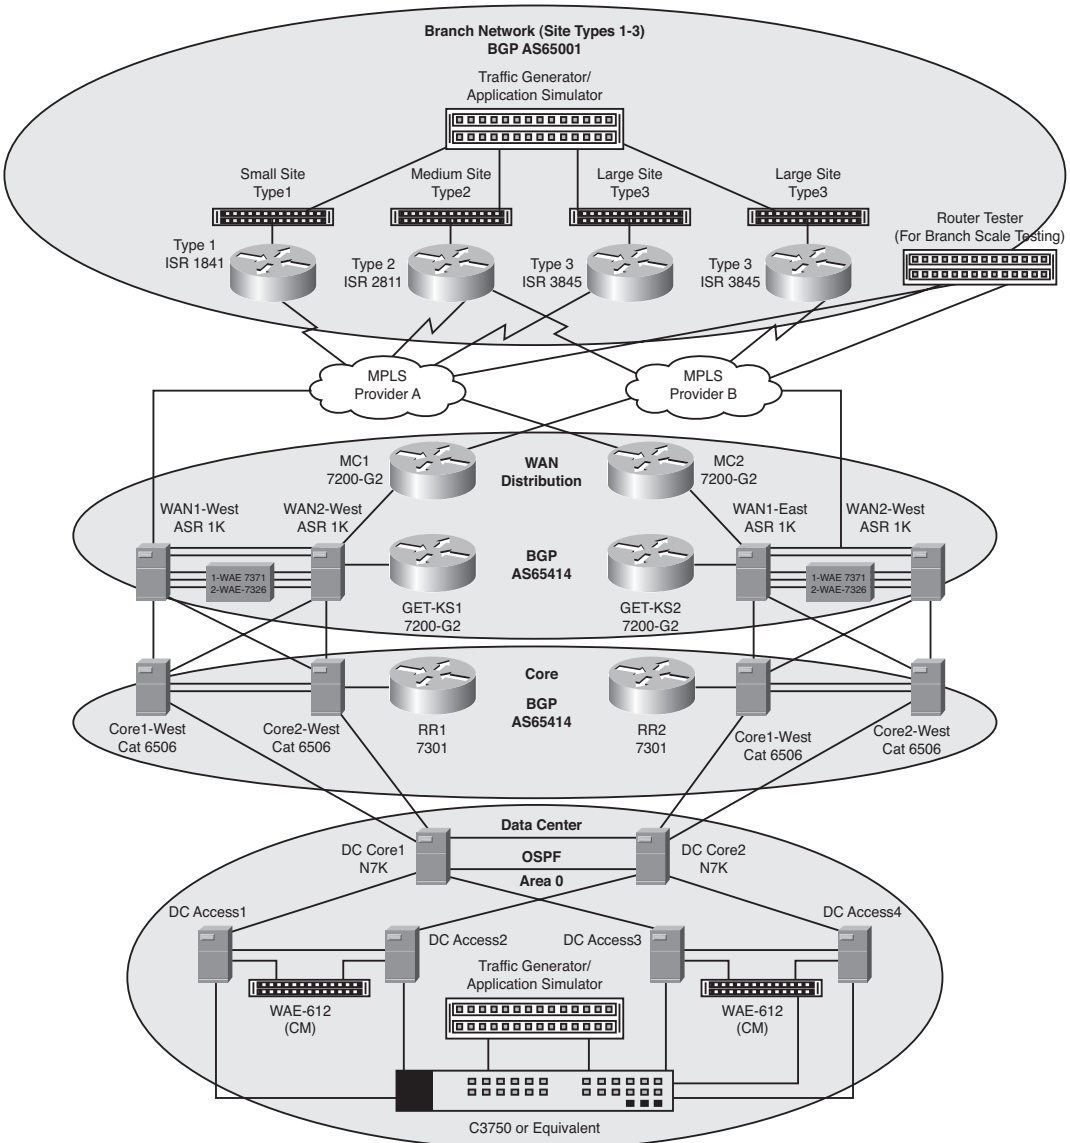 Branch Network (Site Types 1-3)
BGP AS65001
Traffic Generator/
Application Simulator
Small Site
Type1
Medium Site
Type2
Large Site
Type3
Large Site
Type3
Router Tester
(For Branch Scale Testing)
Type 1
ISR 1841
Type 2
ISR 2811
Type 3
ISR 3845
Type 3
ISR 3845
MPLS
Provider A
MPLS
Provider B
MC1
7200-G2
WAN
Distribution
MC2
7200-G2
WAN1-West
ASR 1K
WAN2-West
ASR 1K
WAN1-East
ASR 1K
WAN2-West
ASR 1K
BGP
AS65414
1-WAE 7371
2-WAE-7326
1-WAE 7371
2-WAE-7326
GET-KS1
7200-G2
GET-KS2
7200-G2
Core
BGP
AS65414
Core1-West
Cat 6506
Core2-West
Cat 6506
RR1
7301
RR2
7301
Core1-West
Cat 6506
Core2-West
Cat 6506
Data Center
DC Core1
N7K
OSPF
Area 0
DC Core2
N7K
DC Access1
DC Access2
DC Access3
DC Access4
Traffic Generator/
Application Simulator
WAE-612
(CM)
WAE-612
(CM)
C3750 or Equivalent